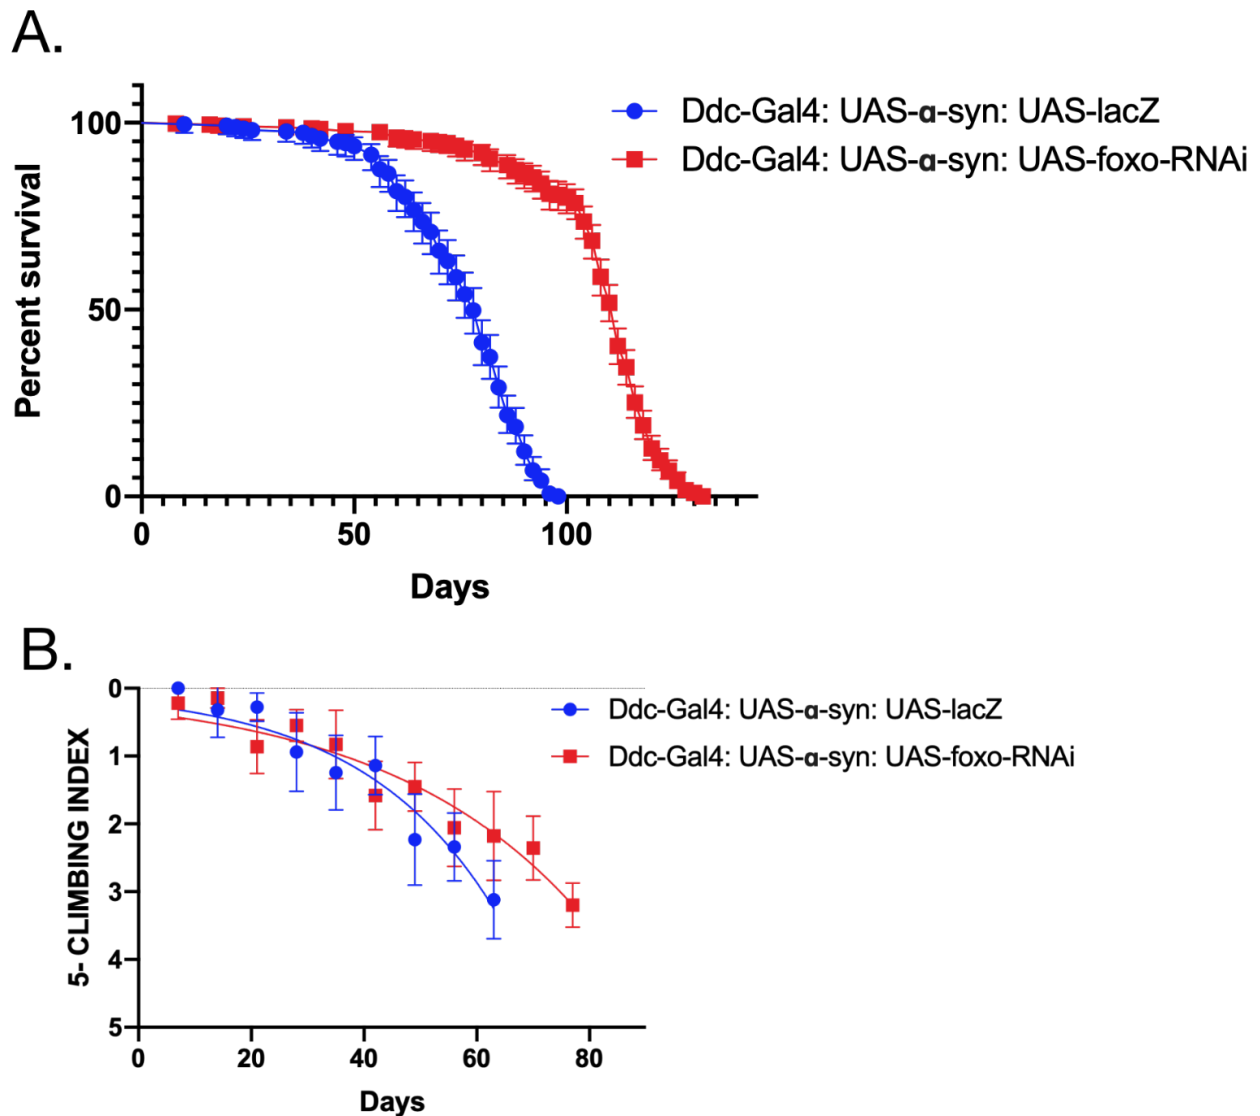 A.
Ddc-Gal4: UAS-α-syn: UAS-lacZ
Ddc-Gal4: UAS-α-syn: UAS-foxo-RNAi
Percent survival
100
50
0
0 50 100
Days
B.
Ddc-Gal4: UAS-α-syn: UAS-lacZ
Ddc-Gal4: UAS-α-syn: UAS-foxo-RNAi
5- CLIMBING INDEX
0
1
2
3
4
5
0 20 40 60 80
Days